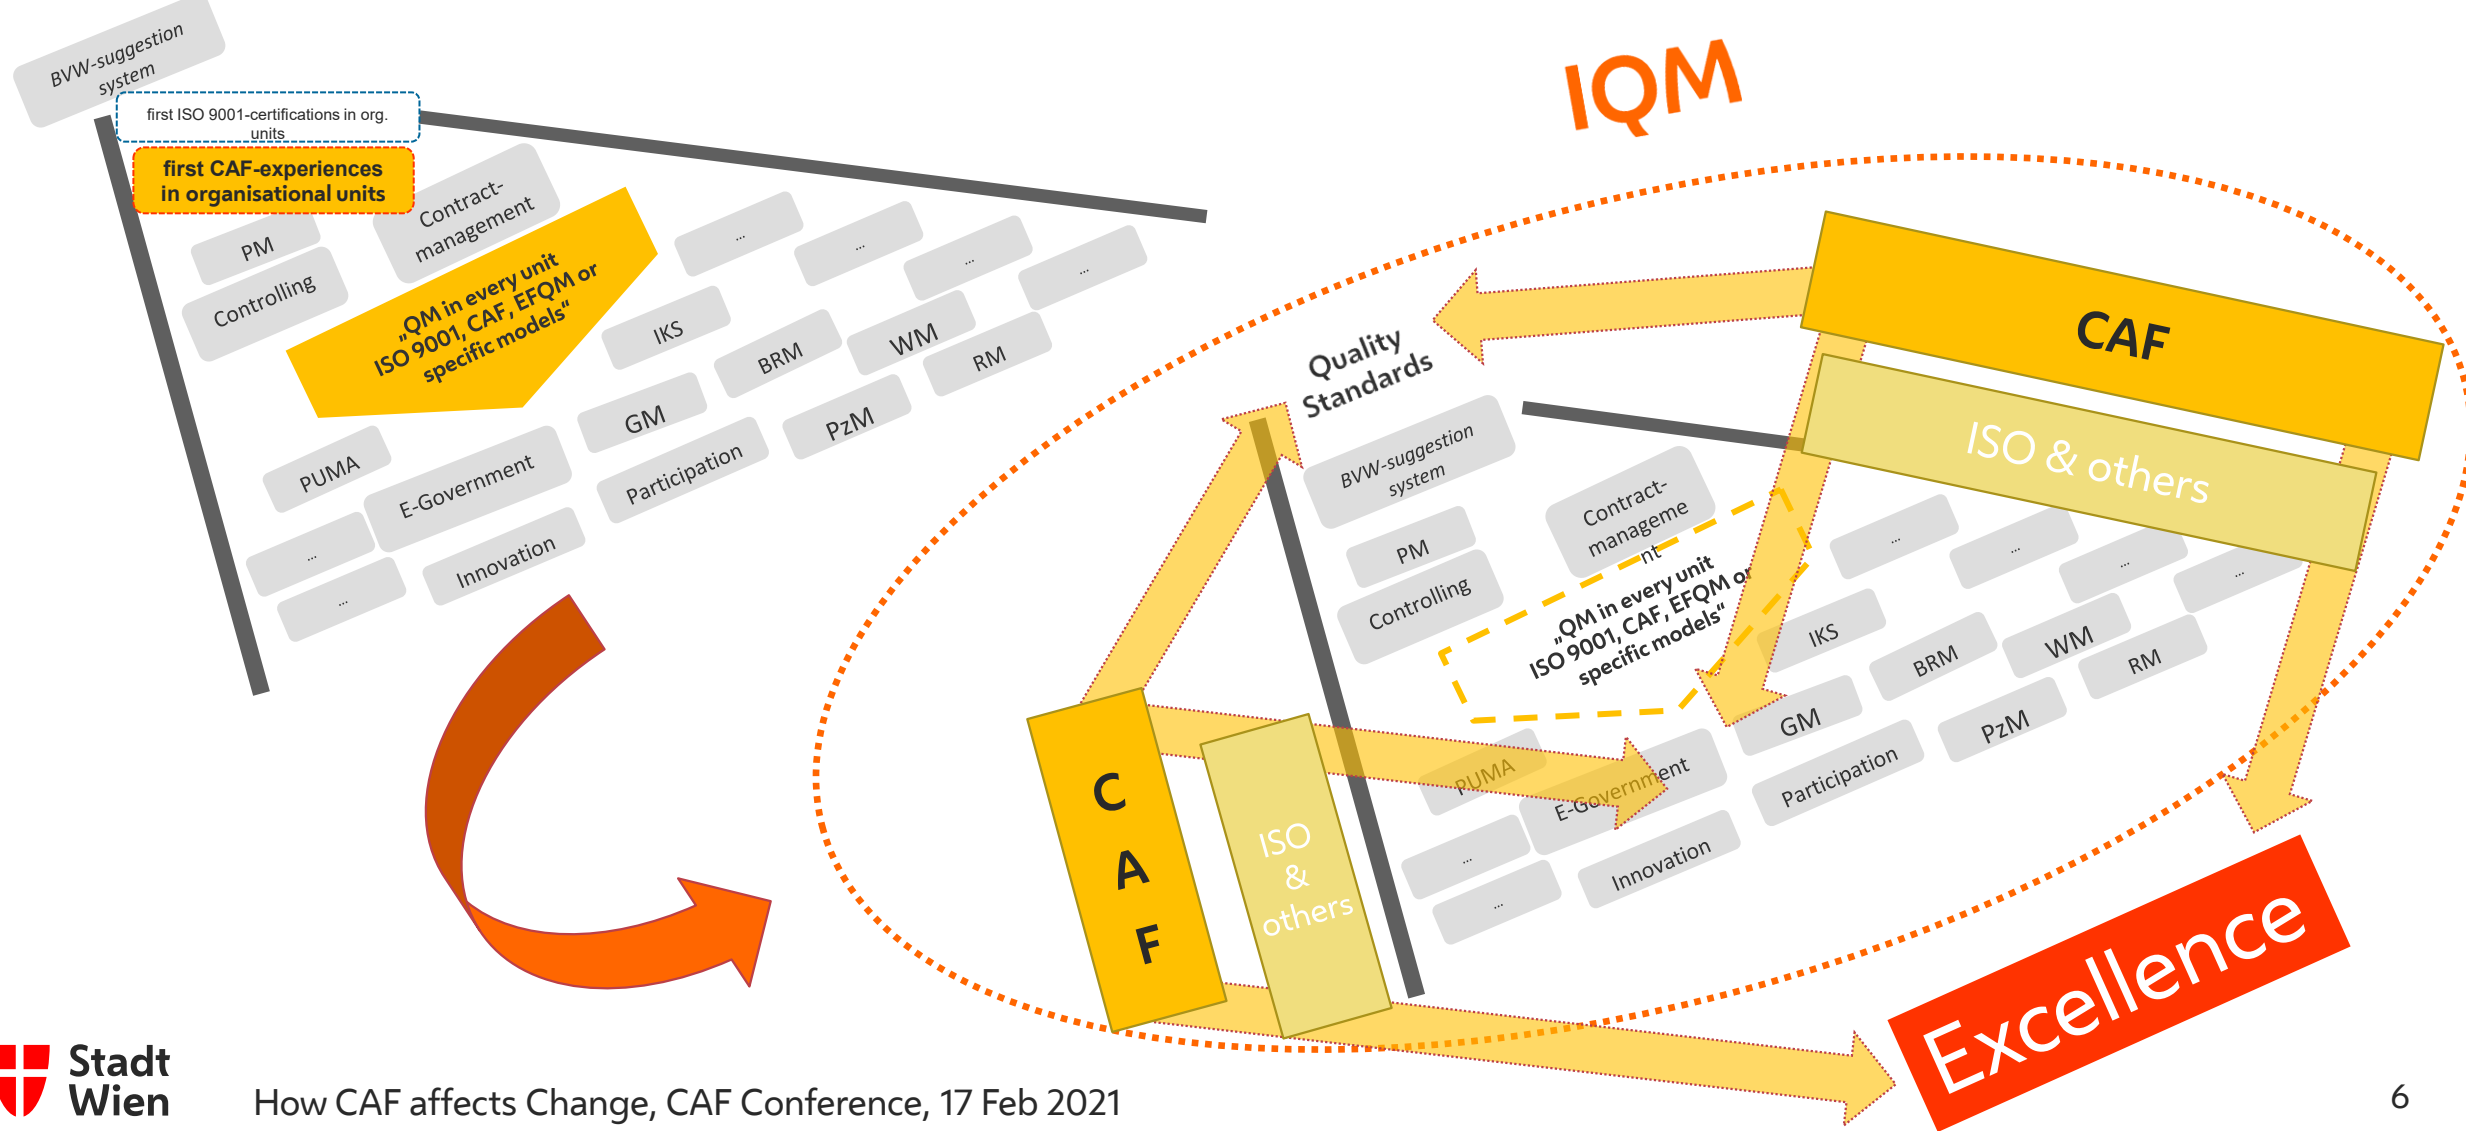 BVW-suggestion
system
first ISO 9001-certifications in org.
units
first CAF-experiences
in organisational units
PM
Contract-
management
Controlling
„QM in every unit
ISO 9001, CAF, EFQM or
specific models“
...
...
...
...
IKS
BRM
WM
RM
GM
PzM
PUMA
E-Government
Participation
...
...
Innovation
IQM
Quality
Standards
CAF
ISO & others
BVW-suggestion
system
PM
Contract-
manageme
nt
Controlling
„QM in every unit
ISO 9001, CAF, EFQM or
specific models“
...
...
...
...
IKS
BRM
WM
RM
GM
PzM
PUMA
E-Government
Participation
...
...
Innovation
C
A
F
ISO
&
others
Excellence
Stadt
Wien
How CAF affects Change, CAF Conference, 17 Feb 2021
6